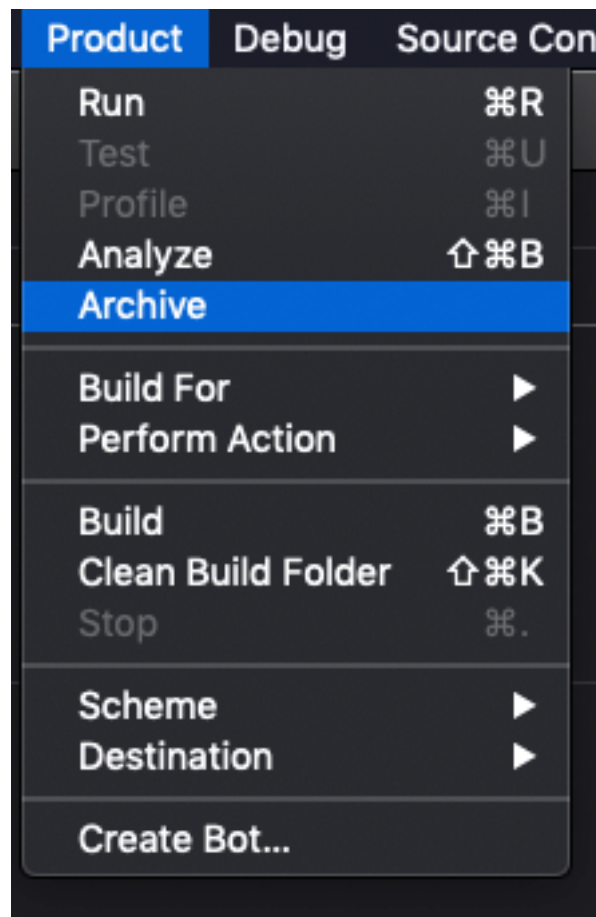 Product Debug Source Con
Run ⌘R
Test ⌘U
Profile ⌘I
Analyze ⇧⌘B
Archive
Build For ▶
Perform Action ▶
Build ⌘B
Clean Build Folder ⇧⌘K
Stop ⌘.
Scheme ▶
Destination ▶
Create Bot...